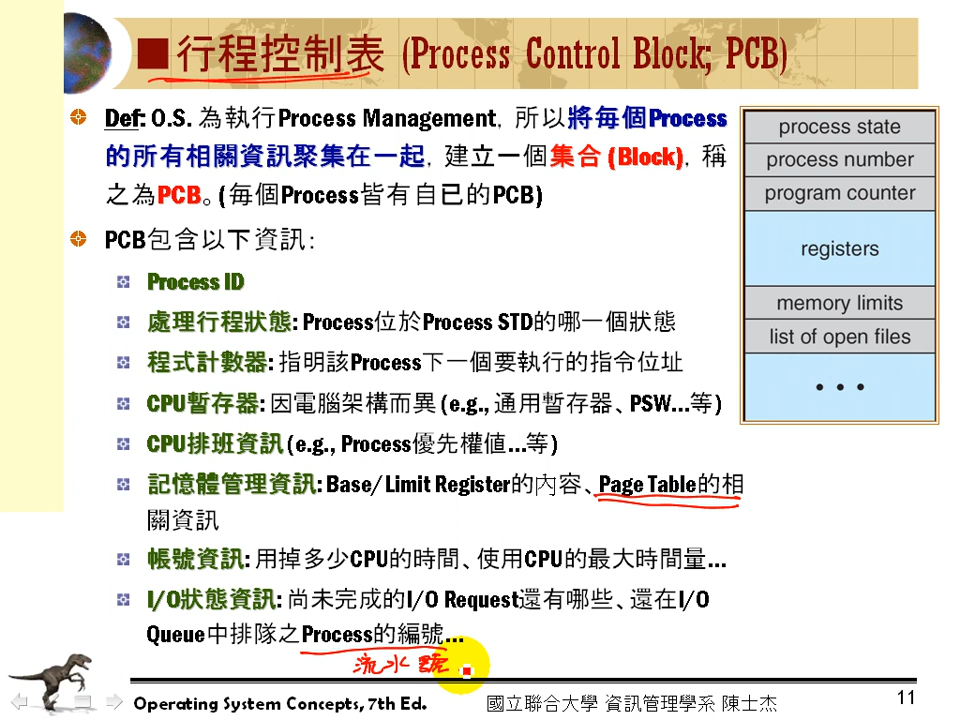 ■行程控制表 (Process Control Block; PCB)
Def: O.S. 為執行Process Management, 所以將每個Process
的所有相關資訊聚集在一起, 建立一個集合 (Block), 稱
之為PCB。(每個Process皆有自已的PCB)
PCB包含以下資訊:
Process ID
處理行程狀態: Process位於Process STD的哪一個狀態
程式計數器: 指明該Process下一個要執行的指令位址
CPU暫存器: 因電腦架構而異 (e.g., 通用暫存器、PSW…等)
CPU排班資訊 (e.g., Process優先權值…等)
記憶體管理資訊: Base/Limit Register的內容、Page Table的相
關資訊
帳號資訊: 用掉多少CPU的時間、使用CPU的最大時間量…
I/O狀態資訊: 尚未完成的I/O Request還有哪些、還在I/O
Queue中排隊之Process的編號…
流水號
process state
process number
program counter
registers
memory limits
list of open files
• • •
Operating System Concepts, 7th Ed.
國立聯合大學 資訊管理學系 陳士杰
11